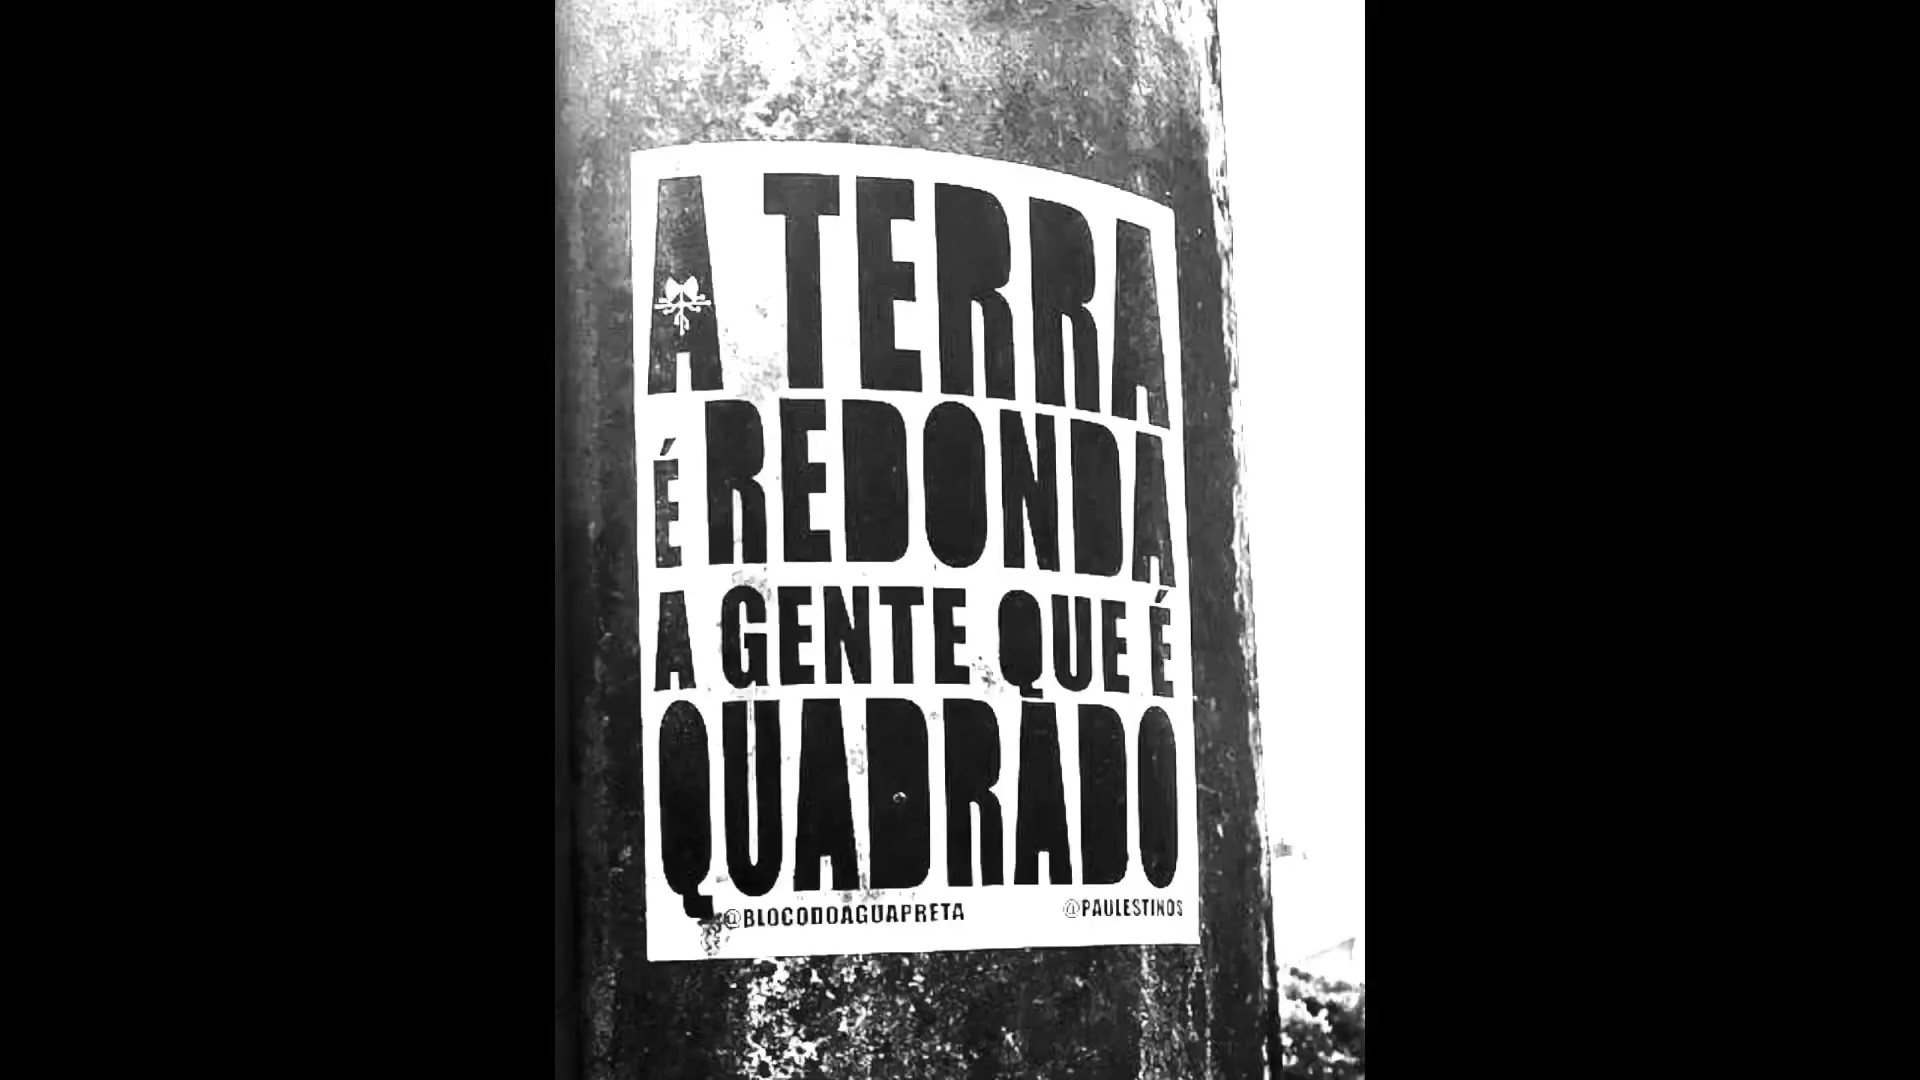 A TERRA
É REDONDA
A GENTE QUE É
QUADRADO
@BLOCODOAGUAPRETA @PAULESTINOS